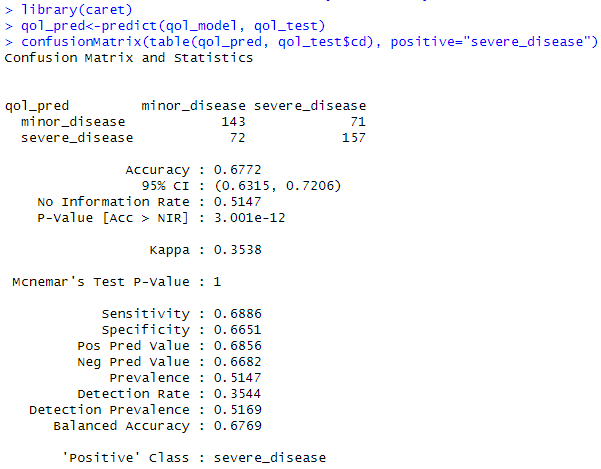 > library(caret)
> qol_pred<-predict(qol_model, qol_test)
> confusionMatrix(table(qol_pred, qol_test$cd), positive="severe_disease")
Confusion Matrix and Statistics
qol_pred minor_disease severe_disease
minor_disease 143 71
severe_disease 72 157
Accuracy : 0.6772
95% CI : (0.6315, 0.7206)
No Information Rate : 0.5147
P-Value [Acc > NIR] : 3.001e-12
Kappa : 0.3538
Mcnemar's Test P-Value : 1
Sensitivity : 0.6886
Specificity : 0.6651
Pos Pred Value : 0.6856
Neg Pred Value : 0.6682
Prevalence : 0.5147
Detection Rate : 0.3544
Detection Prevalence : 0.5169
Balanced Accuracy : 0.6769
'Positive' Class : severe_disease